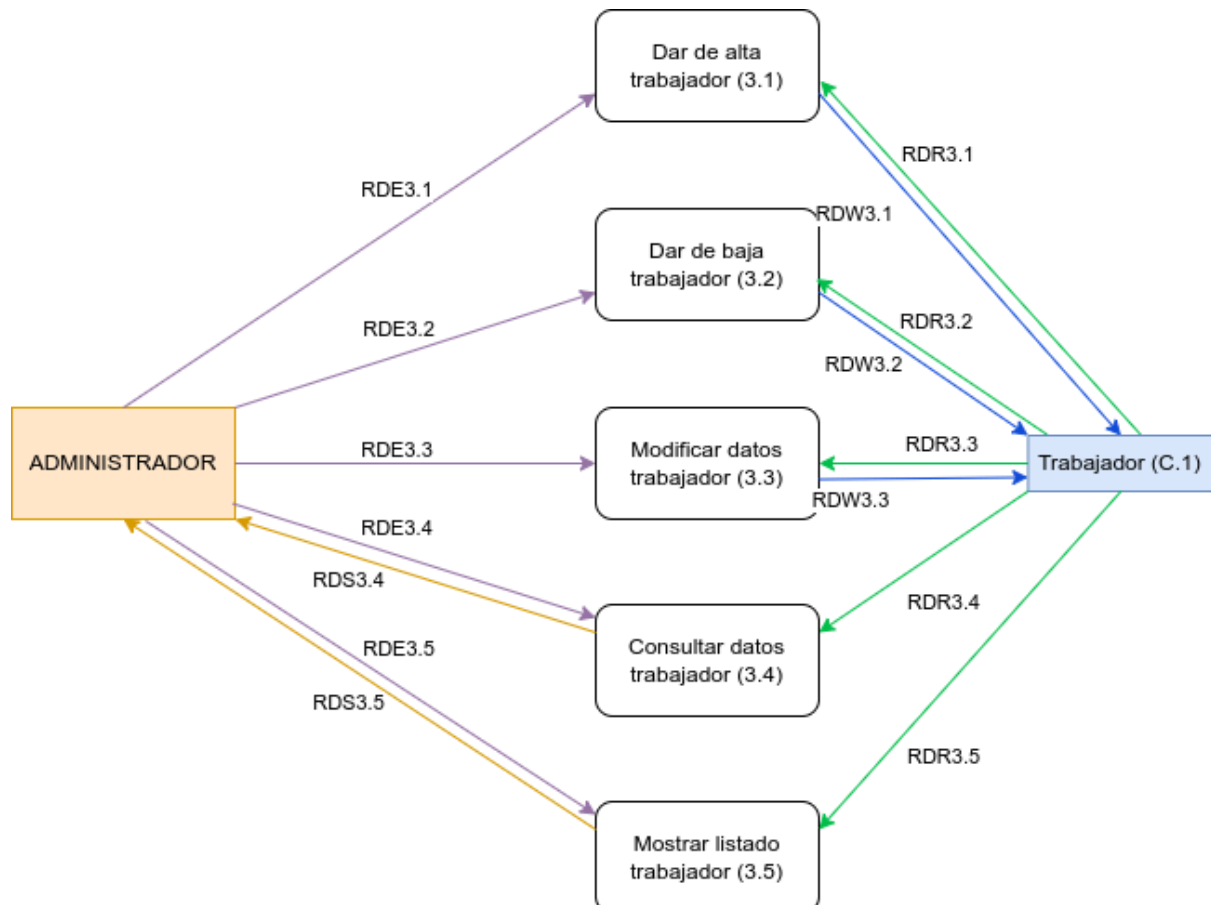 Dar de alta
trabajador (3.1)
RDR3.1
RDE3.1
RDW3.1
Dar de baja
trabajador (3.2)
RDR3.2
RDE3.2
RDW3.2
ADMINISTRADOR
RDE3.3
Modificar datos
trabajador (3.3)
RDR3.3
RDW3.3
Trabajador (C.1)
RDE3.4
RDS3.4
RDR3.4
Consultar datos
trabajador (3.4)
RDE3.5
RDS3.5
RDR3.5
Mostrar listado
trabajador (3.5)